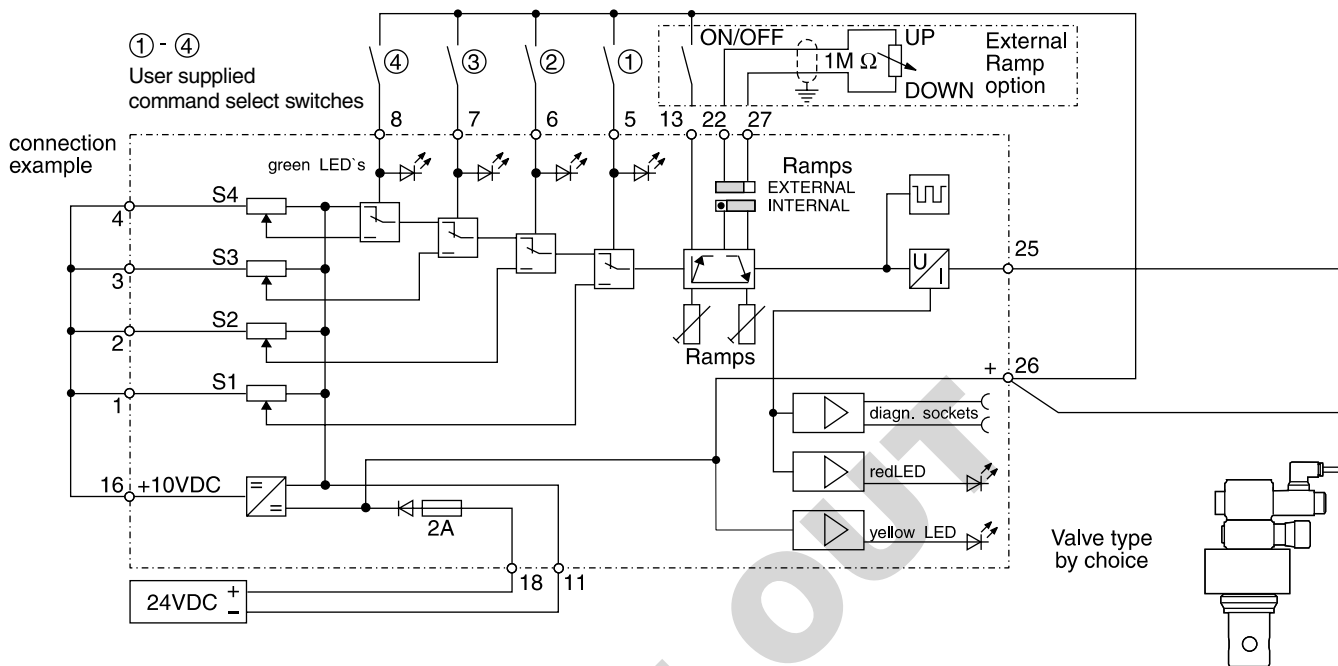 ①-④
User supplied
command select switches
④
③
②
①
ON/OFF
1M Ω
UP
DOWN
External
Ramp
option
connection
example
8
7
6
5
13
22
27
green LED`s
Ramps
EXTERNAL
INTERNAL
4
S4
3
S3
2
S2
1
S1
U
I
25
Ramps
+
26
diagn. sockets
redLED
yellow LED
16
+10VDC
=
=
2A
18
11
24VDC
+
−
Valve type
by choice
OUT